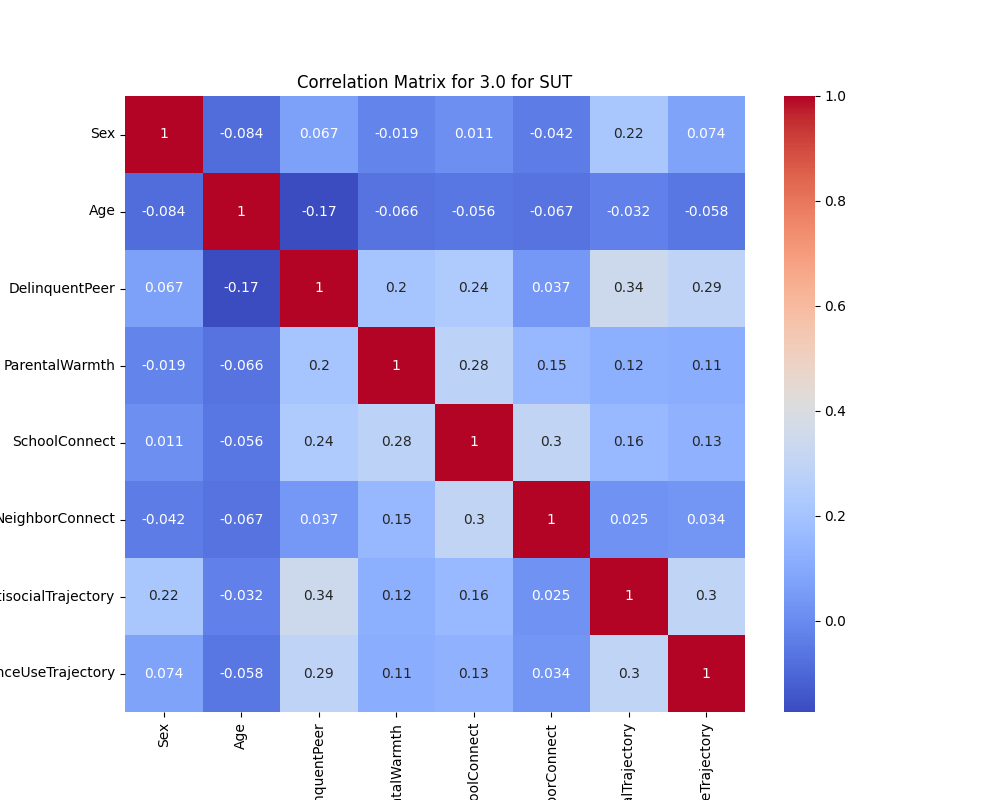 Correlation Matrix for 3.0 for SUT
Sex 1 -0.084 0.067 -0.019 0.011 -0.042 0.22 0.074
Age -0.084 1 -0.17 -0.066 -0.056 -0.067 -0.032 -0.058
DelinquentPeer 0.067 -0.17 1 0.2 0.24 0.037 0.34 0.29
ParentalWarmth -0.019 -0.066 0.2 1 0.28 0.15 0.12 0.11
SchoolConnect 0.011 -0.056 0.24 0.28 1 0.3 0.16 0.13
NeighborConnect -0.042 -0.067 0.037 0.15 0.3 1 0.025 0.034
tisocialTrajectory 0.22 -0.032 0.34 0.12 0.16 0.025 1 0.3
nceUseTrajectory 0.074 -0.058 0.29 0.11 0.13 0.034 0.3 1
Sex
Age
nquentPeer
ntalWarmth
oolConnect
borConnect
alTrajectory
eTrajectory
1.0
0.8
0.6
0.4
0.2
0.0